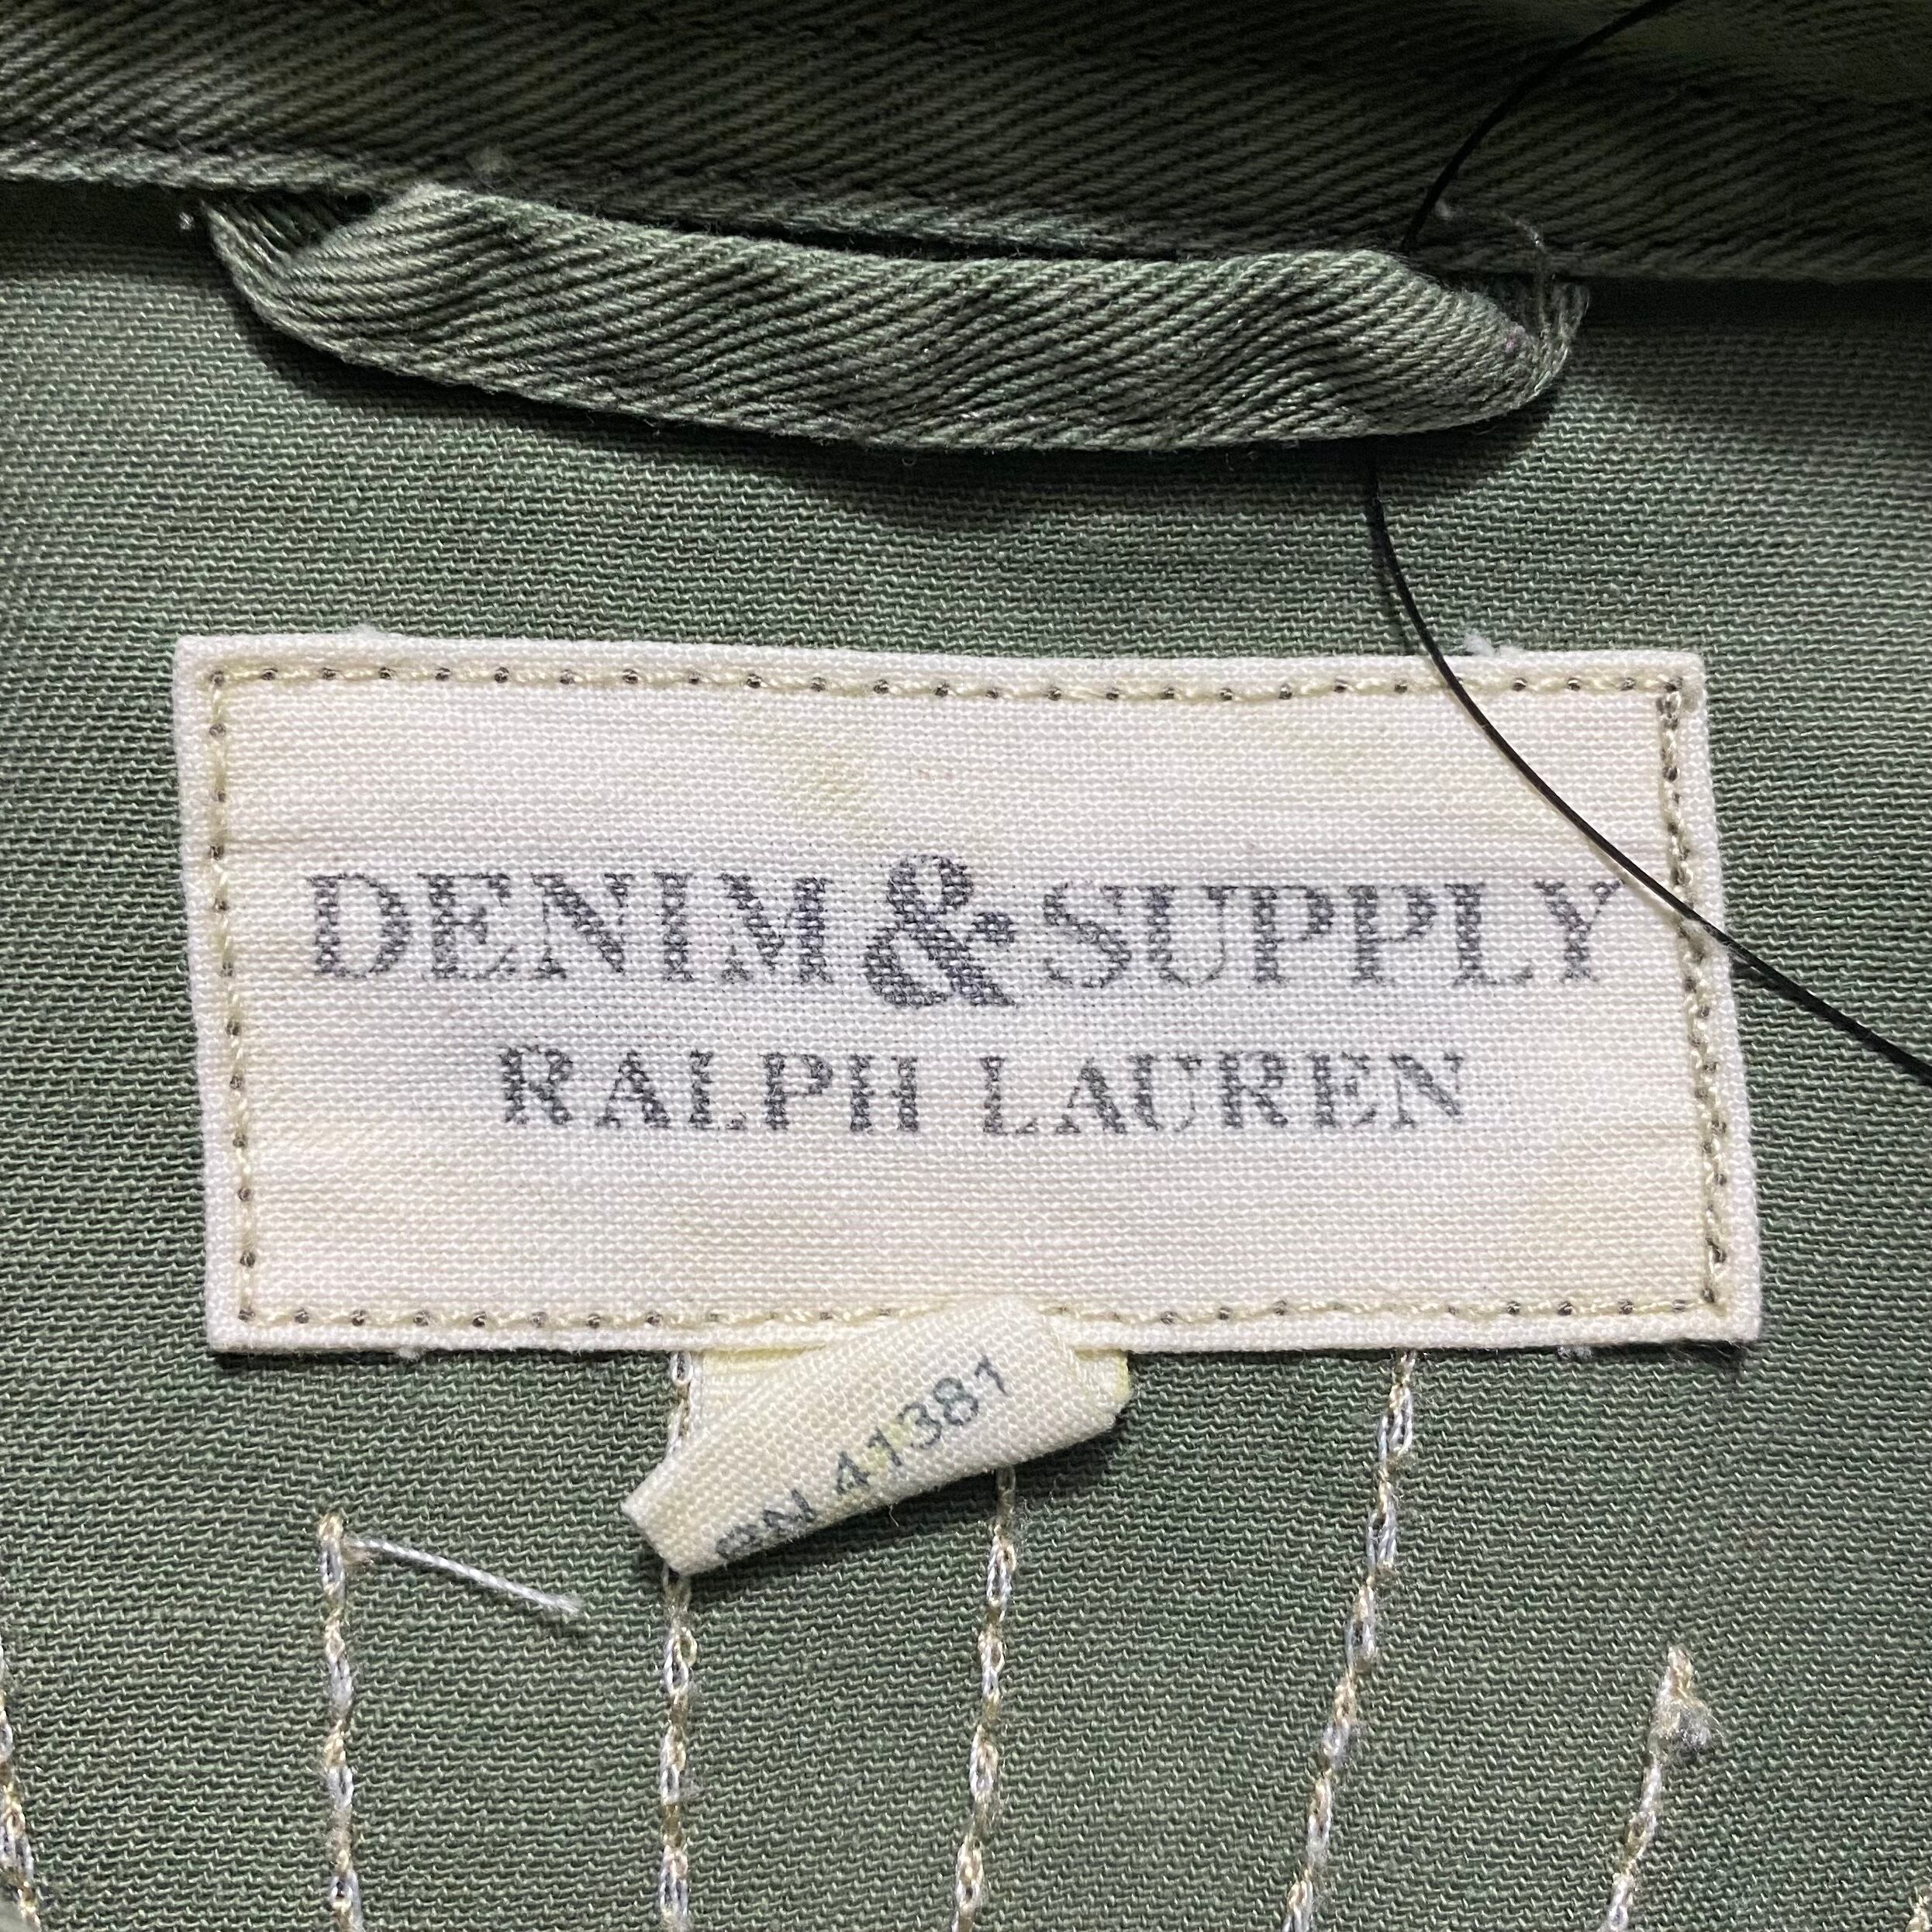 DENIM & SUPPLY
RALPH LAUREN
RN 41381